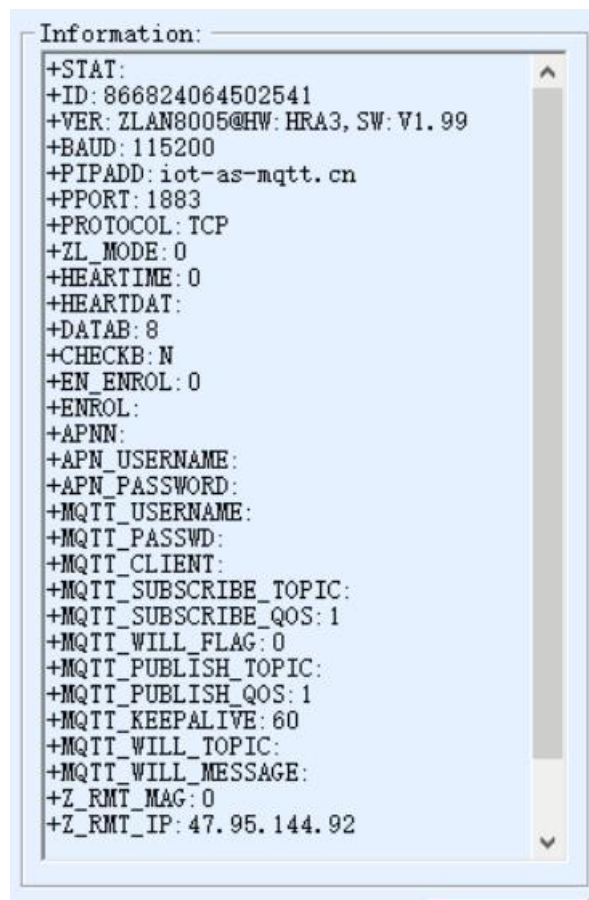 Information:
+STAT:
+ID:866824064502541
+VER:ZLAN8005@HW:HRA3,SW:V1.99
+BAUD:115200
+PIPADD:iot-as-mqtt.cn
+PPORT:1883
+PROTOCOL:TCP
+ZL_MODE:0
+HEARTIME:0
+HEARTDAT:
+DATAB:8
+CHECKB:N
+EN_ENROL:0
+ENROL:
+APNN:
+APN_USERNAME:
+APN_PASSWORD:
+MQTT_USERNAME:
+MQTT_PASSWD:
+MQTT_CLIENT:
+MQTT_SUBSCRIBE_TOPIC:
+MQTT_SUBSCRIBE_QOS:1
+MQTT_WILL_FLAG:0
+MQTT_PUBLISH_TOPIC:
+MQTT_PUBLISH_QOS:1
+MQTT_KEEPALIVE:60
+MQTT_WILL_TOPIC:
+MQTT_WILL_MESSAGE:
+Z_RMT_MAG:0
+Z_RMT_IP:47.95.144.92